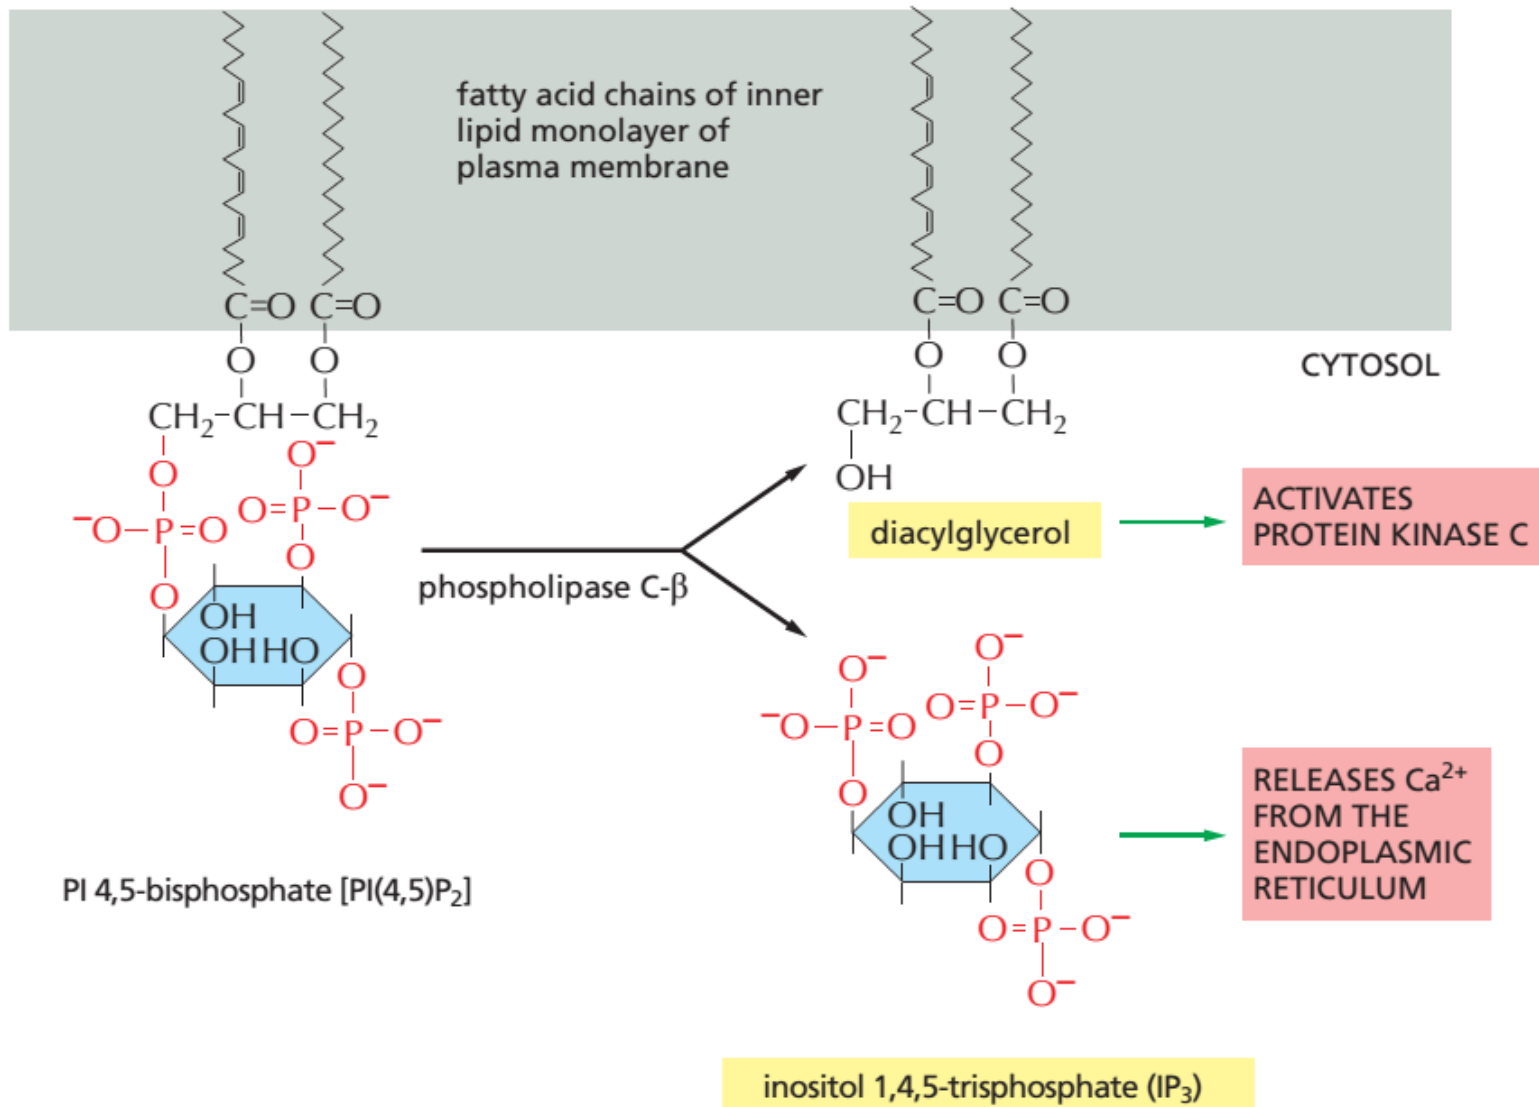 fatty acid chains of inner
lipid monolayer of
plasma membrane
C=O C=O
O O
CH₂-CH-CH₂
O
⁻O-P=O
O
O⁻
O=P-O⁻
O
OH
OH HO
O
O=P-O⁻
O⁻
PI 4,5-bisphosphate [PI(4,5)P₂]
phospholipase C-β
C=O C=O
O O
CYTOSOL
CH₂-CH-CH₂
OH
diacylglycerol
ACTIVATES
PROTEIN KINASE C
O⁻
⁻O-P=O
O
O⁻
O=P-O⁻
O
OH
OH HO
O
O=P-O⁻
O⁻
RELEASES Ca²⁺
FROM THE
ENDOPLASMIC
RETICULUM
inositol 1,4,5-trisphosphate (IP₃)